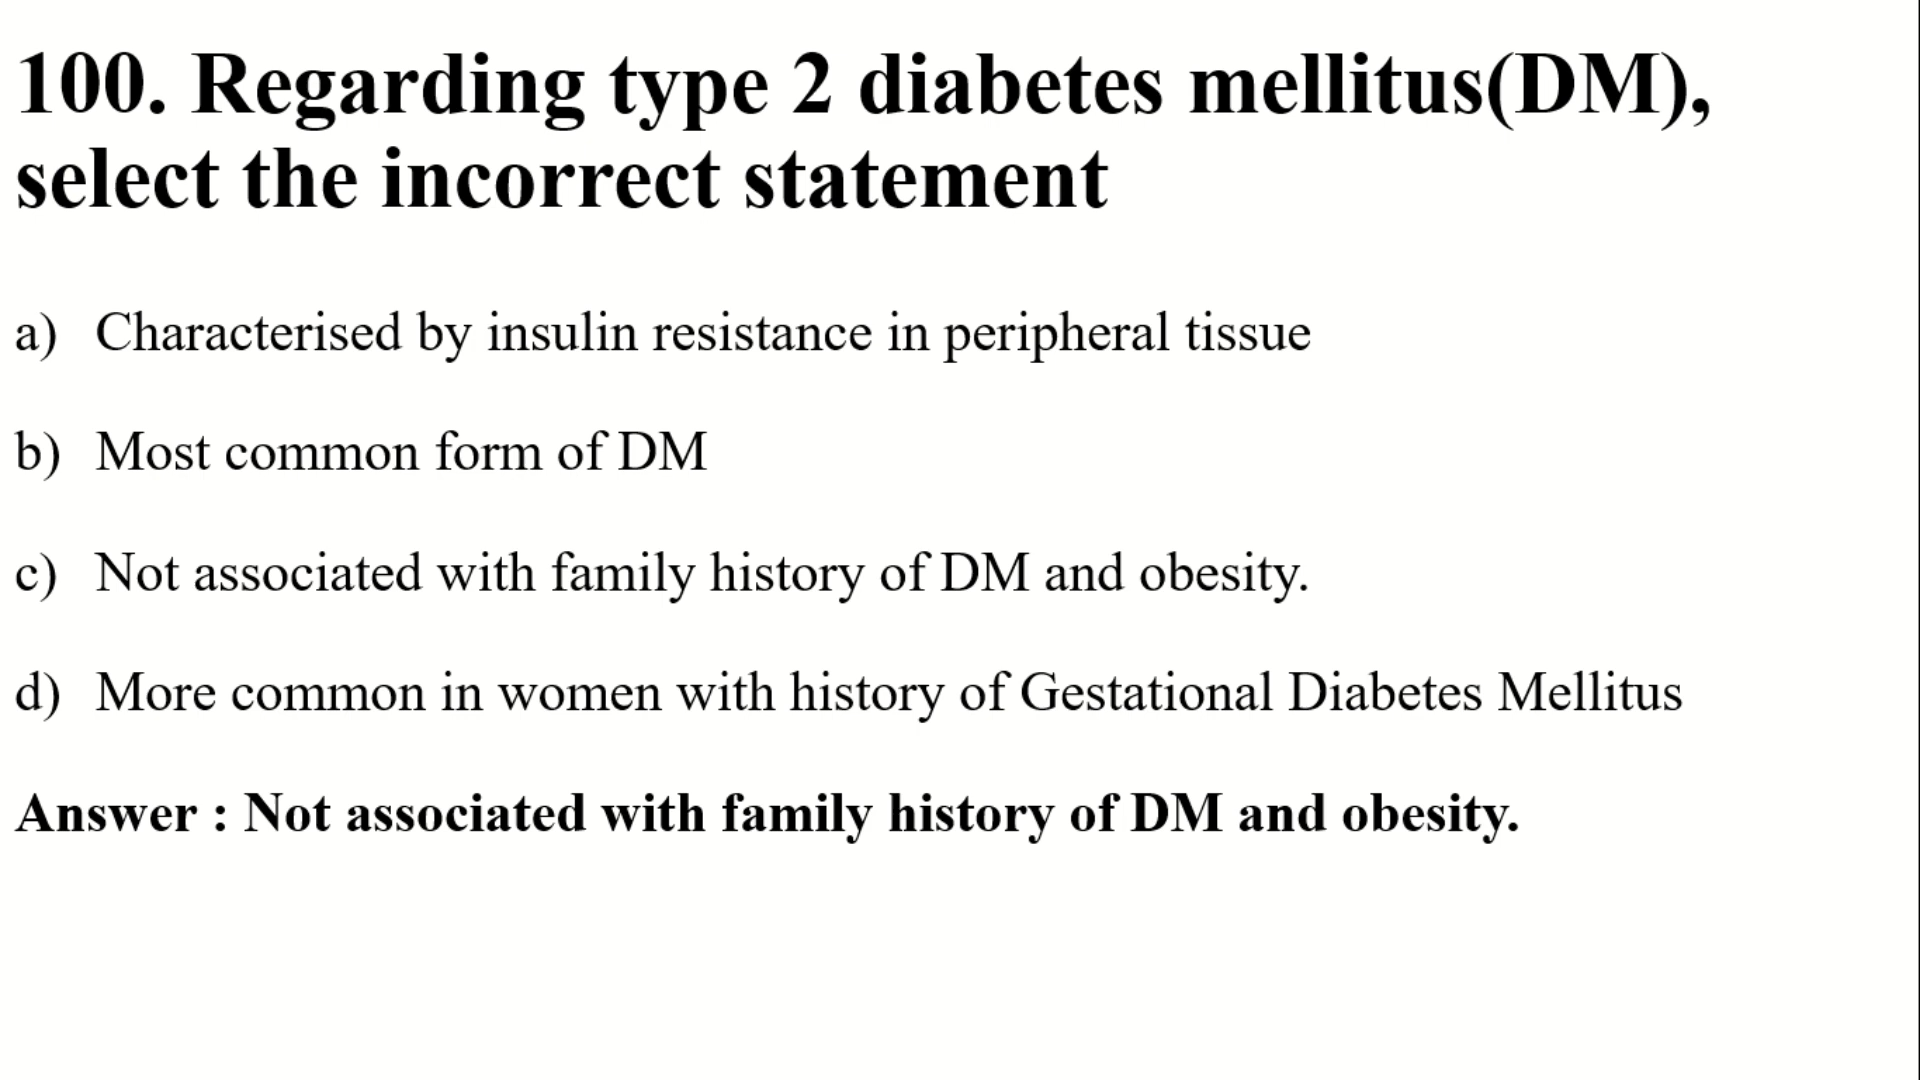 100. Regarding type 2 diabetes mellitus(DM),
select the incorrect statement
a) Characterised by insulin resistance in peripheral tissue
b) Most common form of DM
c) Not associated with family history of DM and obesity.
d) More common in women with history of Gestational Diabetes Mellitus
Answer : Not associated with family history of DM and obesity.